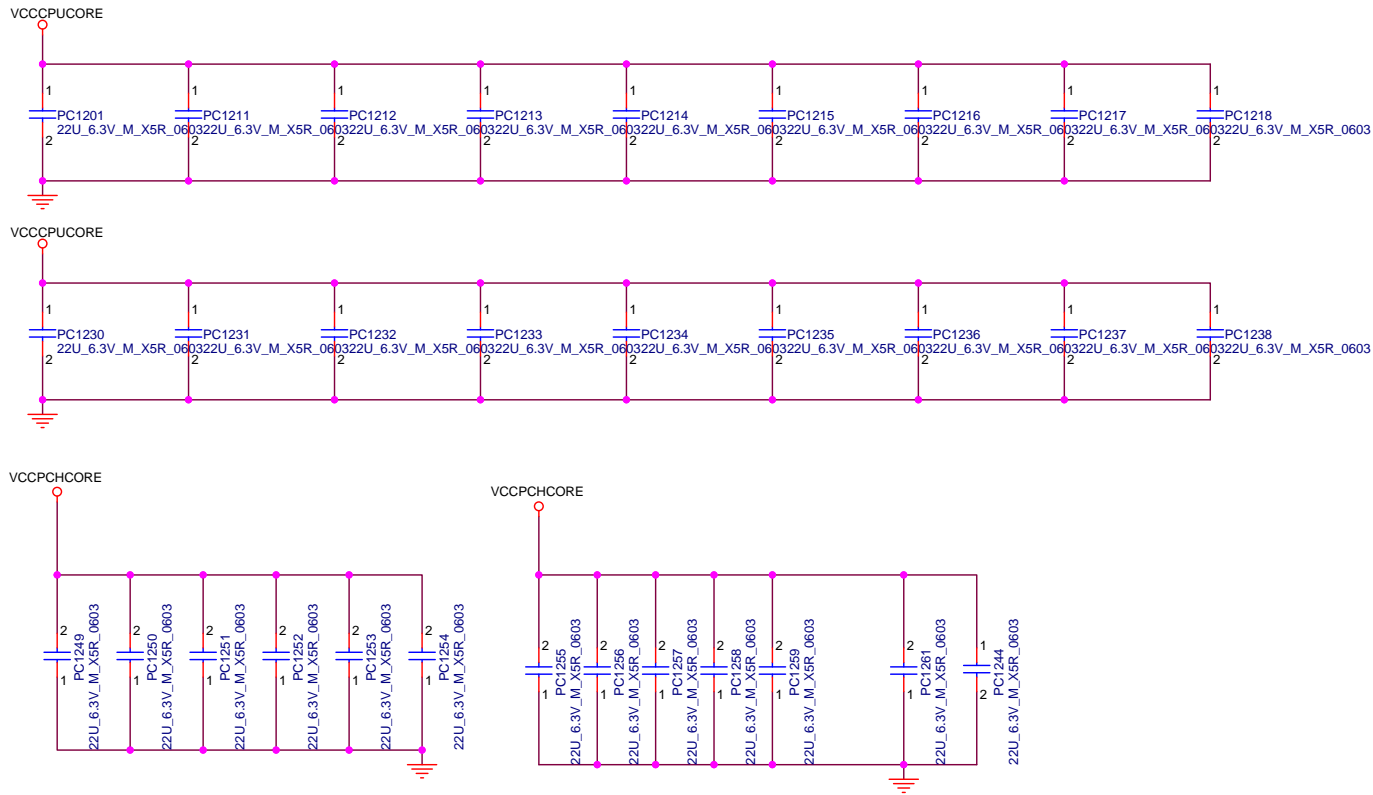 VCCCPUCORE
1 1 1 1 1 1 1 1 1
PC1201 PC1211 PC1212 PC1213 PC1214 PC1215 PC1216 PC1217 PC1218
22U_6.3V_M_X5R_0603 22U_6.3V_M_X5R_0603 22U_6.3V_M_X5R_0603 22U_6.3V_M_X5R_0603 22U_6.3V_M_X5R_0603 22U_6.3V_M_X5R_0603 22U_6.3V_M_X5R_0603 22U_6.3V_M_X5R_0603 22U_6.3V_M_X5R_0603
2 2 2 2 2 2 2 2 2
VCCCPUCORE
1 1 1 1 1 1 1 1 1
PC1230 PC1231 PC1232 PC1233 PC1234 PC1235 PC1236 PC1237 PC1238
22U_6.3V_M_X5R_0603 22U_6.3V_M_X5R_0603 22U_6.3V_M_X5R_0603 22U_6.3V_M_X5R_0603 22U_6.3V_M_X5R_0603 22U_6.3V_M_X5R_0603 22U_6.3V_M_X5R_0603 22U_6.3V_M_X5R_0603 22U_6.3V_M_X5R_0603
2 2 2 2 2 2 2 2 2
VCCPCHCORE
2 2 2 2 2 2
PC1249
22U_6.3V_M_X5R_0603
PC1250
22U_6.3V_M_X5R_0603
PC1251
22U_6.3V_M_X5R_0603
PC1252
22U_6.3V_M_X5R_0603
PC1253
22U_6.3V_M_X5R_0603
PC1254
22U_6.3V_M_X5R_0603
1 1 1 1 1 1
VCCPCHCORE
2 2 2 2 2 2 1
PC1255
22U_6.3V_M_X5R_0603
PC1256
22U_6.3V_M_X5R_0603
PC1257
22U_6.3V_M_X5R_0603
PC1258
22U_6.3V_M_X5R_0603
PC1259
22U_6.3V_M_X5R_0603
PC1261
22U_6.3V_M_X5R_0603
PC1244
22U_6.3V_M_X5R_0603
1 1 1 1 1 1 2